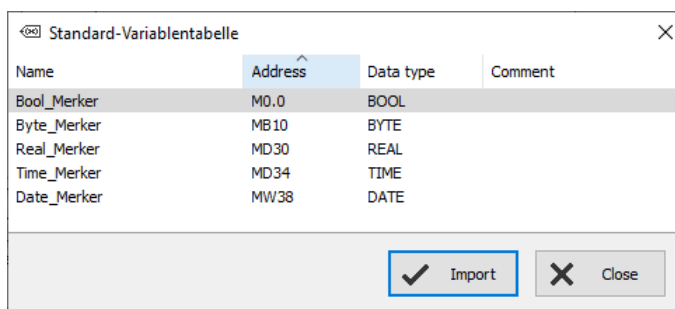 Standard-Variablentabelle
Name Address Data type Comment
Bool_Merker M0.0 BOOL
Byte_Merker MB10 BYTE
Real_Merker MD30 REAL
Time_Merker MD34 TIME
Date_Merker MW38 DATE
Import Close